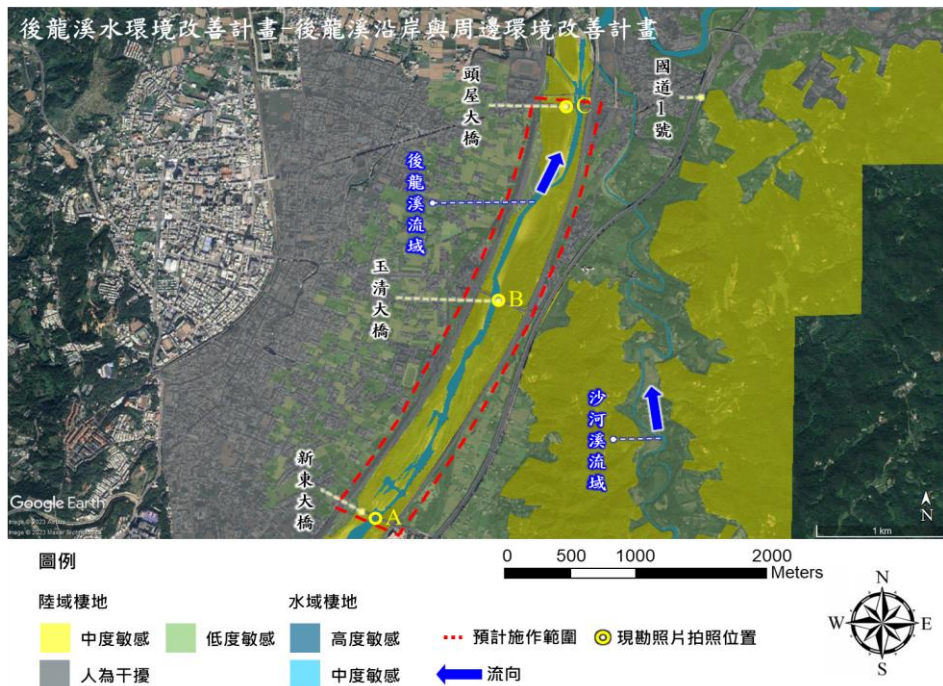 後龍溪水環境改善計畫-後龍溪沿岸與周邊環境改善計畫
頭屋大橋
C
國道1號
後龍溪流域
玉清大橋
B
沙河溪流域
新東大橋
A
Google Earth
N
1 km
圖例
0 500 1000 2000
Meters
陸域棲地
水域棲地
中度敏感
低度敏感
高度敏感
預計施作範圍
現勘照片拍照位置
人為干擾
中度敏感
流向
N
W E
S